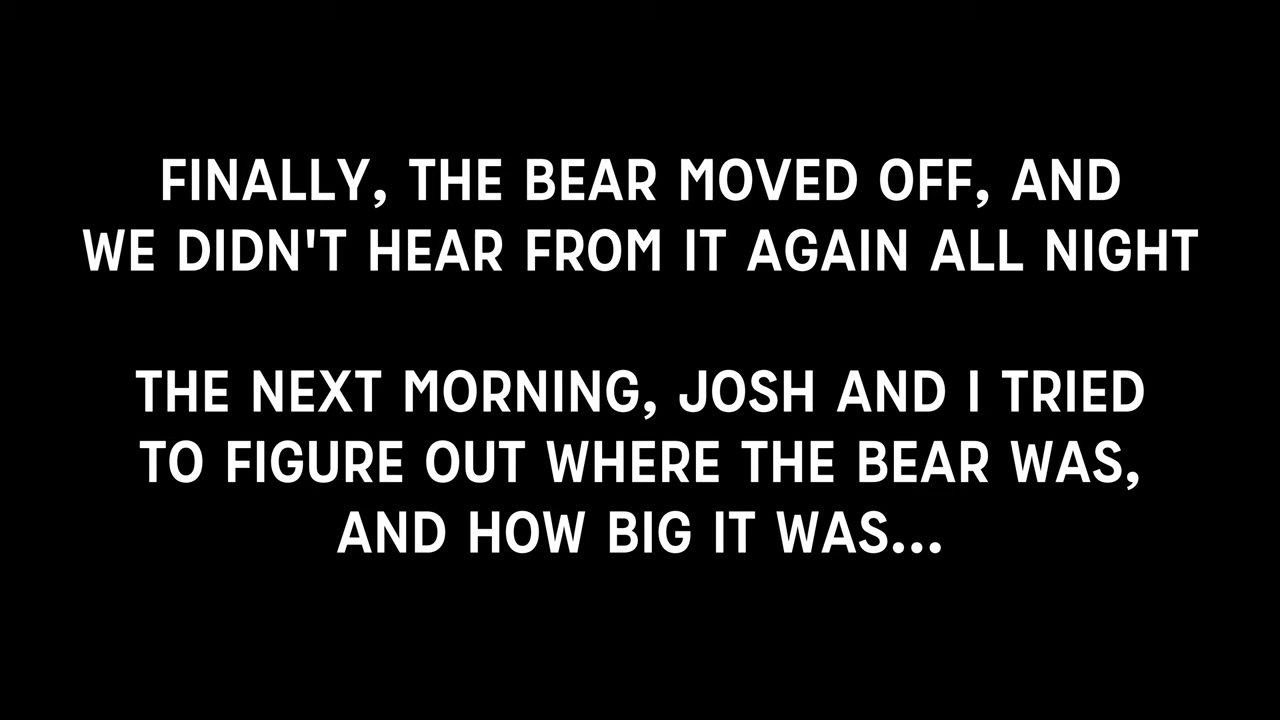 FINALLY, THE BEAR MOVED OFF, AND
WE DIDN'T HEAR FROM IT AGAIN ALL NIGHT
THE NEXT MORNING, JOSH AND I TRIED
TO FIGURE OUT WHERE THE BEAR WAS,
AND HOW BIG IT WAS...